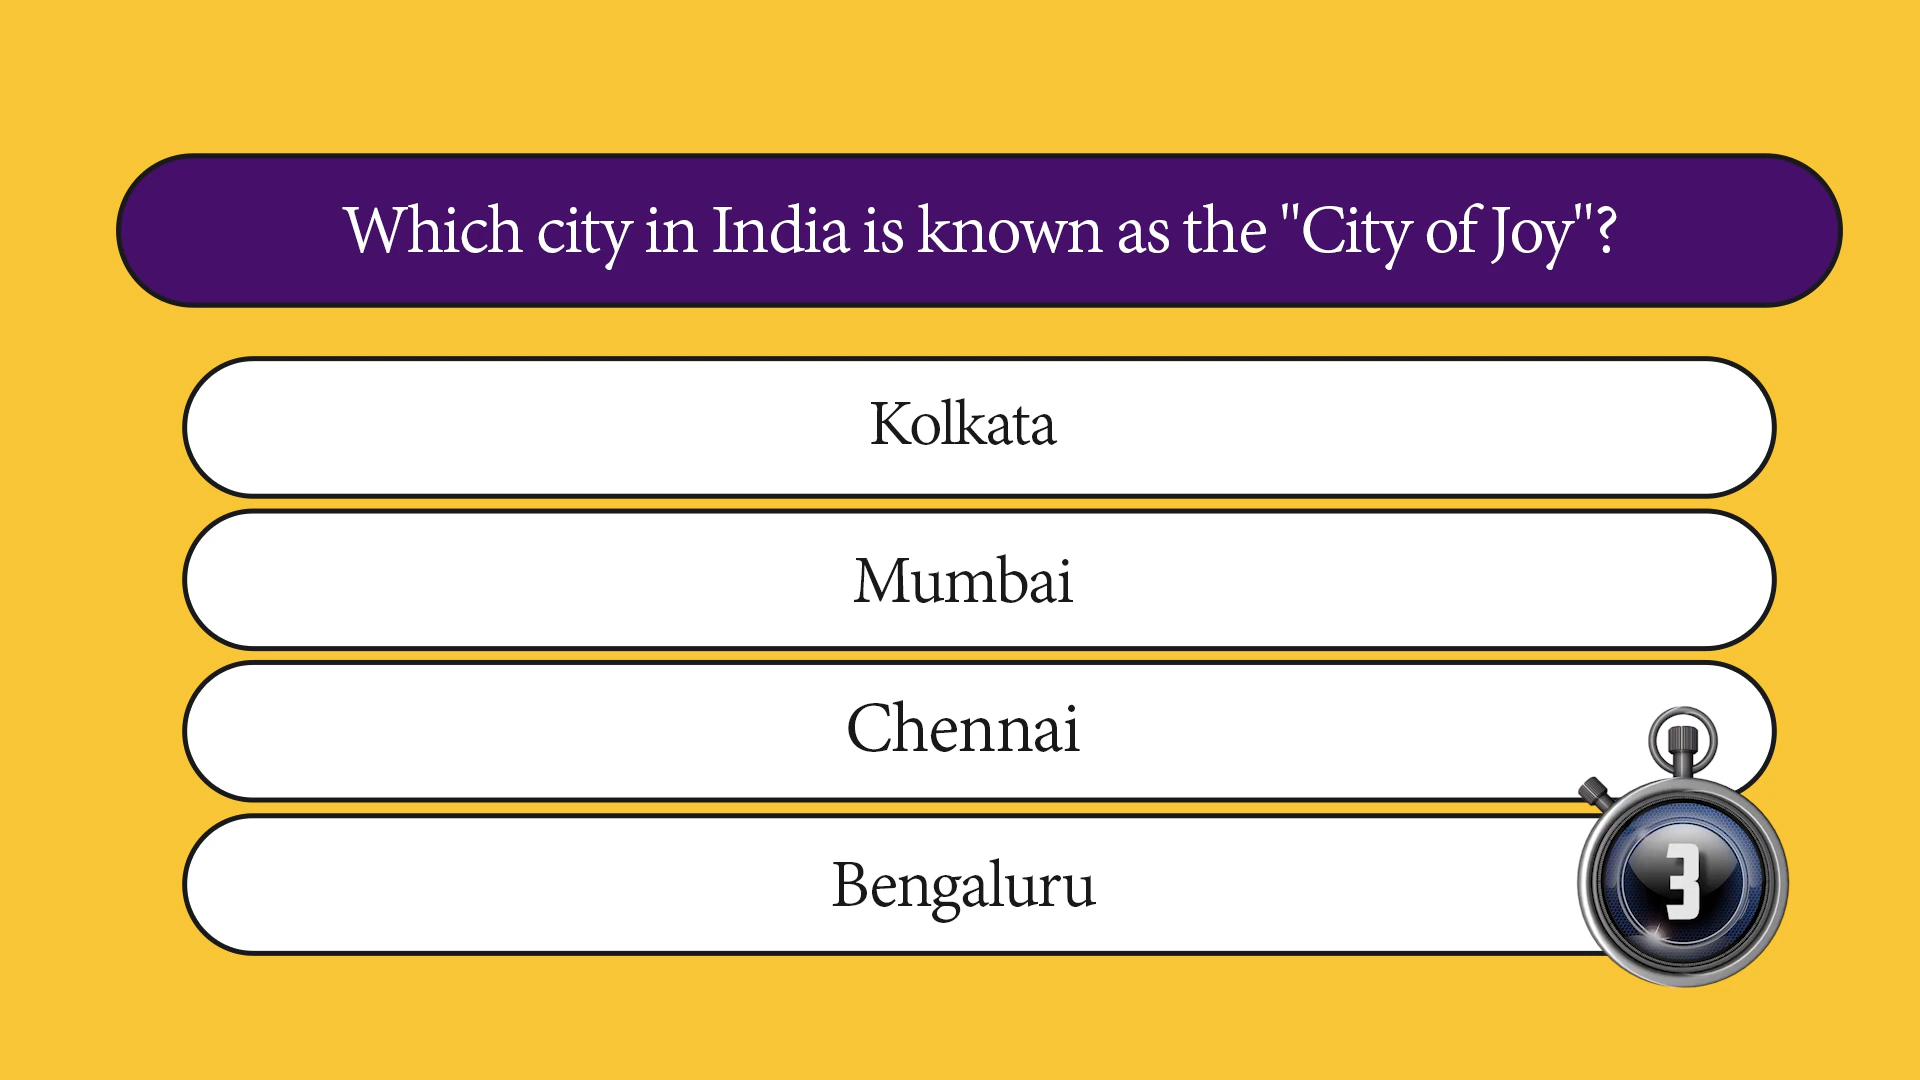 Which city in India is known as the "City of Joy"?
Kolkata
Mumbai
Chennai
Bengaluru
3